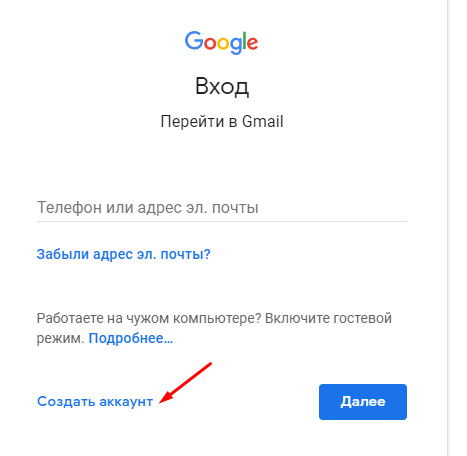 Google
Вход
Перейти в Gmail
Телефон или адрес эл. почты
Забыли адрес эл. почты?
Работаете на чужом компьютере? Включите гостевой
режим. Подробнее...
Создать аккаунт
Далее